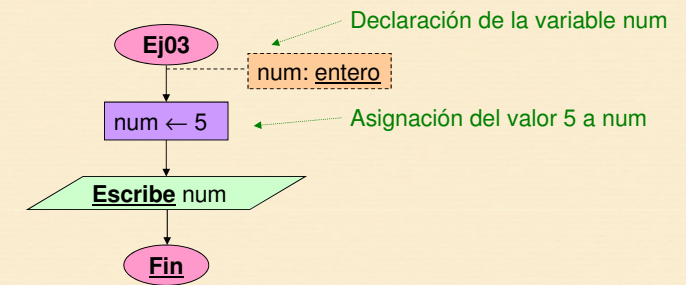 Declaración de la variable num
Ej03
num: entero
num ← 5
Asignación del valor 5 a num
Escribe num
Fin